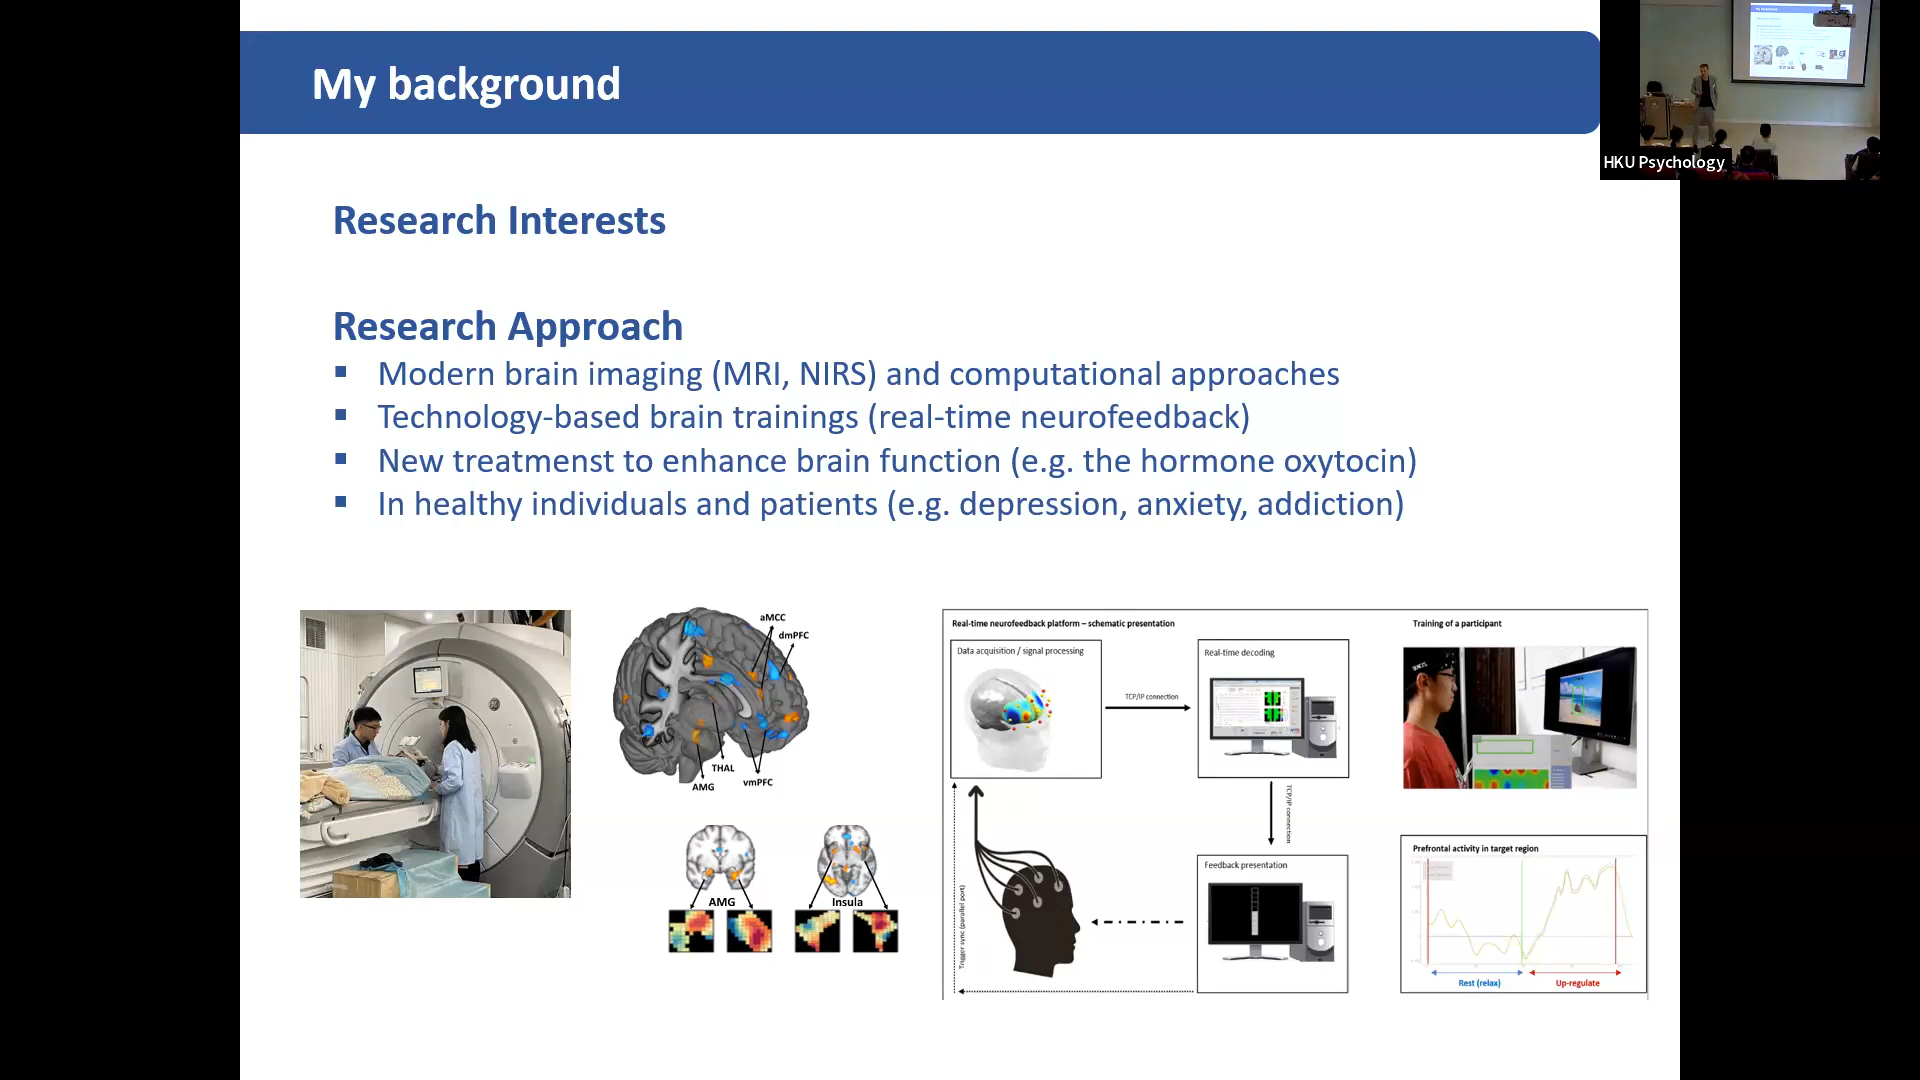 My background
HKU Psychology
Research Interests
Research Approach
▪ Modern brain imaging (MRI, NIRS) and computational approaches
▪ Technology-based brain trainings (real-time neurofeedback)
▪ New treatmenst to enhance brain function (e.g. the hormone oxytocin)
▪ In healthy individuals and patients (e.g. depression, anxiety, addiction)
aMCC
dmPFC
THAL
vmPFC
AMG
AMG
Insula
Real-time neurofeedback platform – schematic presentation
Data acquisition / signal processing
TCP/IP connection
Real-time decoding
TCP/IP connection
Feedback presentation
Trigger sync (parallel port)
Training of a participant
Prefrontal activity in target region
Rest (relax)
Up-regulate